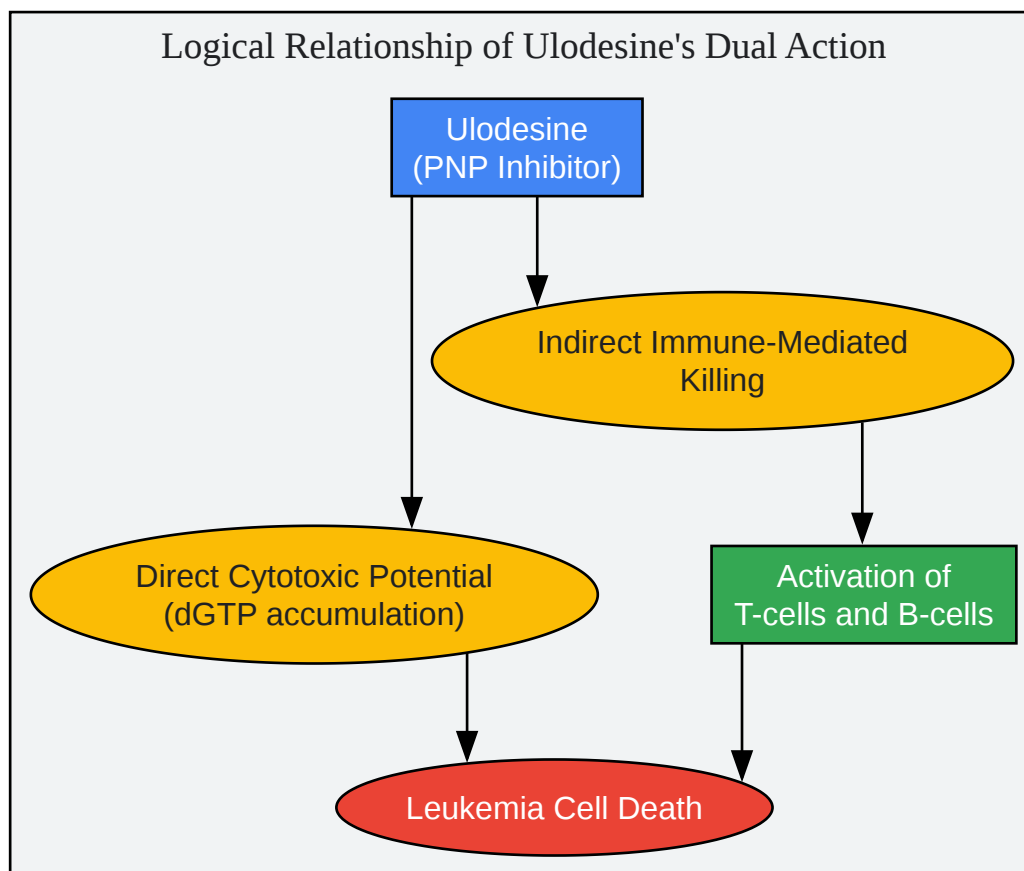 Logical Relationship of Ulodesine's Dual Action
Ulodesine
(PNP Inhibitor)
Indirect Immune-Mediated
Killing
Direct Cytotoxic Potential
(dGTP accumulation)
Activation of
T-cells and B-cells
Leukemia Cell Death